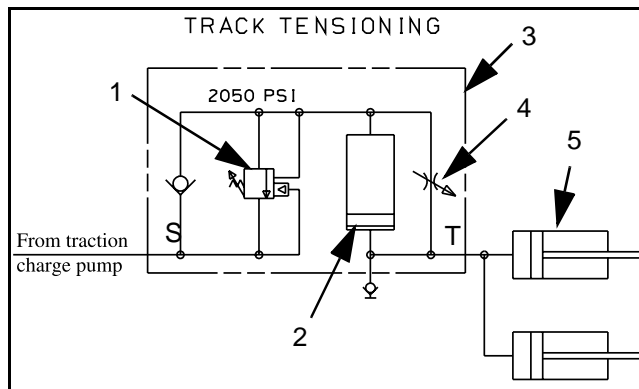 TRACK TENSIONING
3
1
2050 PSI
4
5
S
T
From traction
charge pump
2